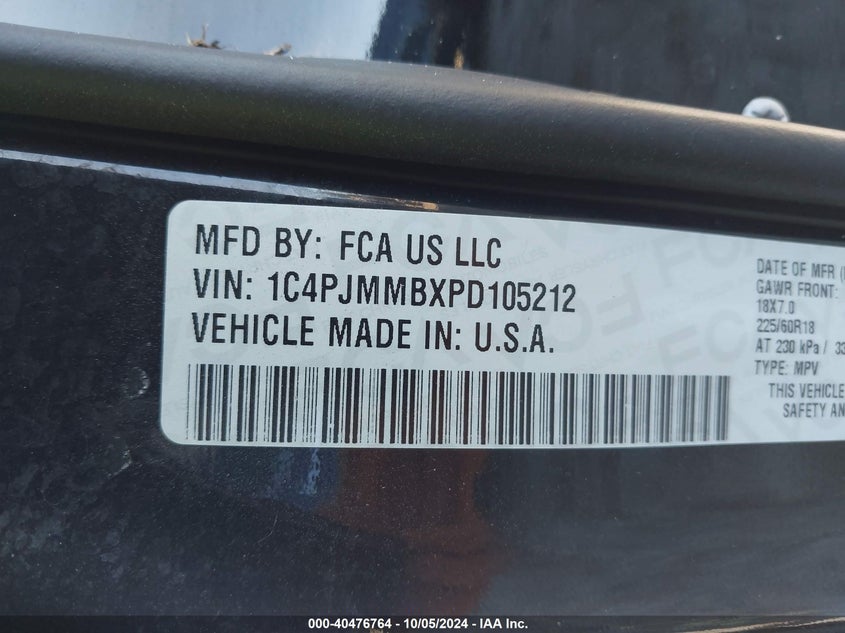 MFD BY: FCA US LLC
VIN: 1C4PJMMBXPD105212
VEHICLE MADE IN: U.S.A.
DATE OF MFR (
GAWR FRONT:
18X7.0
225/60R18
AT 230 kPa / 33
TYPE: MPV
THIS VEHICLE
SAFETY AN
000-40476764 - 10/05/2024 - IAA Inc.